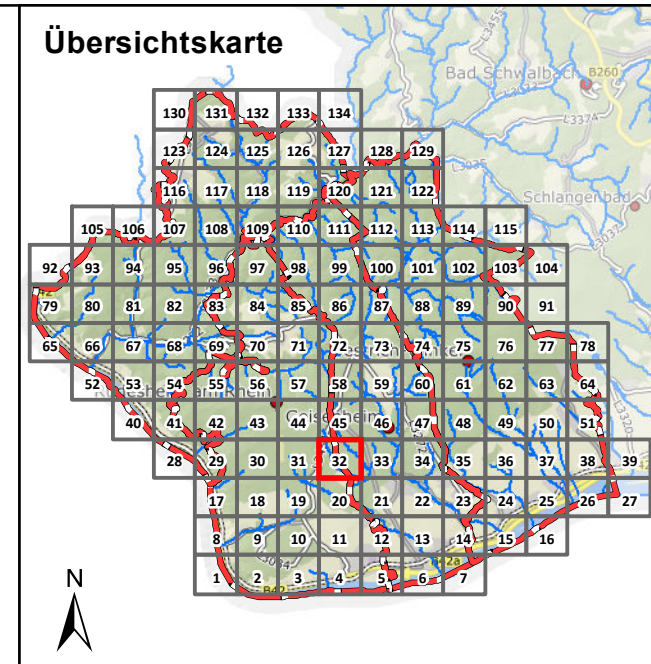 Übersichtskarte
L3455
Bad Schwalbach
B260
L3374
L3035
Schlangenbad
L3037
130 131 132 133 134
123 124 125 126 127 128 129
116 117 118 119 120 121 122
105 106 107 108 109 110 111 112 113 114 115
92 93 94 95 96 97 98 99 100 101 102 103 104
79 80 81 82 83 84 85 86 87 88 89 90 91
65 66 67 68 69 70 71 72 73 74 75 76 77 78
52 53 54 55 56 57 58 59 60 61 62 63 64
40 41 42 43 44 45 46 47 48 49 50 51
28 29 30 31 32 33 34 35 36 37 38 39
17 18 19 20 21 22 23 24 25 26 27
8 9 10 11 12 13 14 15 16
1 2 3 4 5 6 7
Geisenheim
L3320
L3034
B42
B42a
N